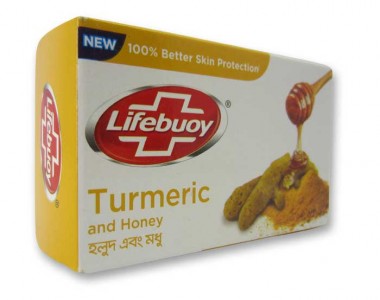 NEW
100% Better Skin Protection
Lifebuoy®
Turmeric
and Honey
হলুদ এবং মধু